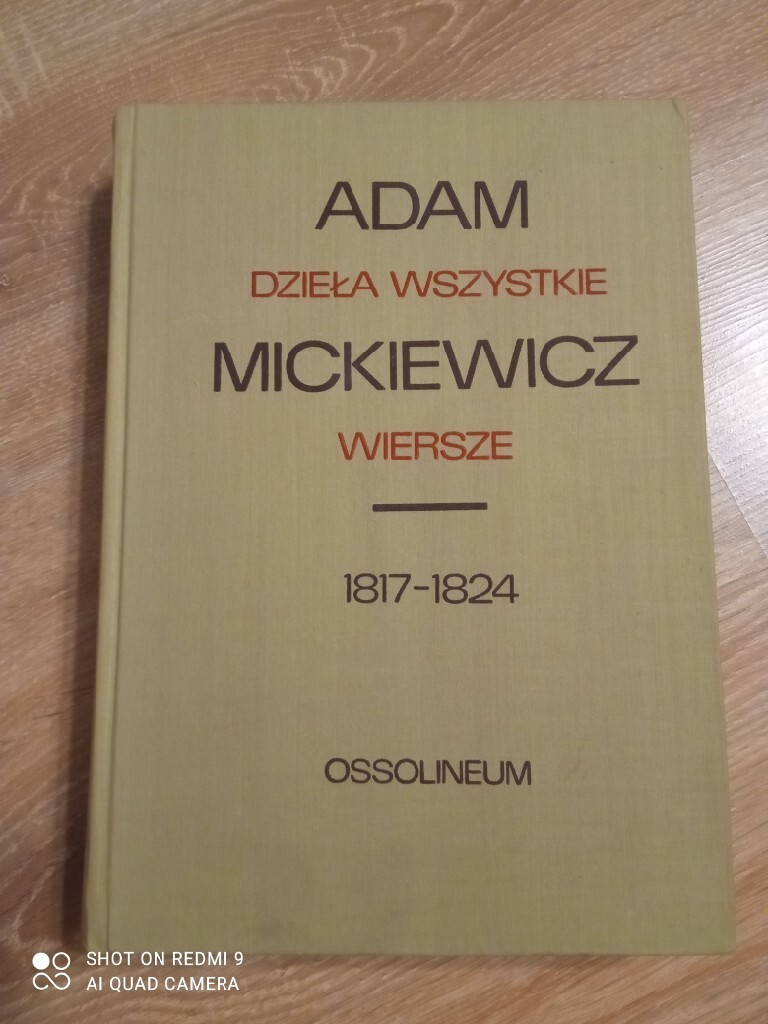 ADAM
DZIEŁA WSZYSTKIE
MICKIEWICZ
WIERSZE
1817-1824
OSSOLINEUM
SHOT ON REDMI 9
AI QUAD CAMERA